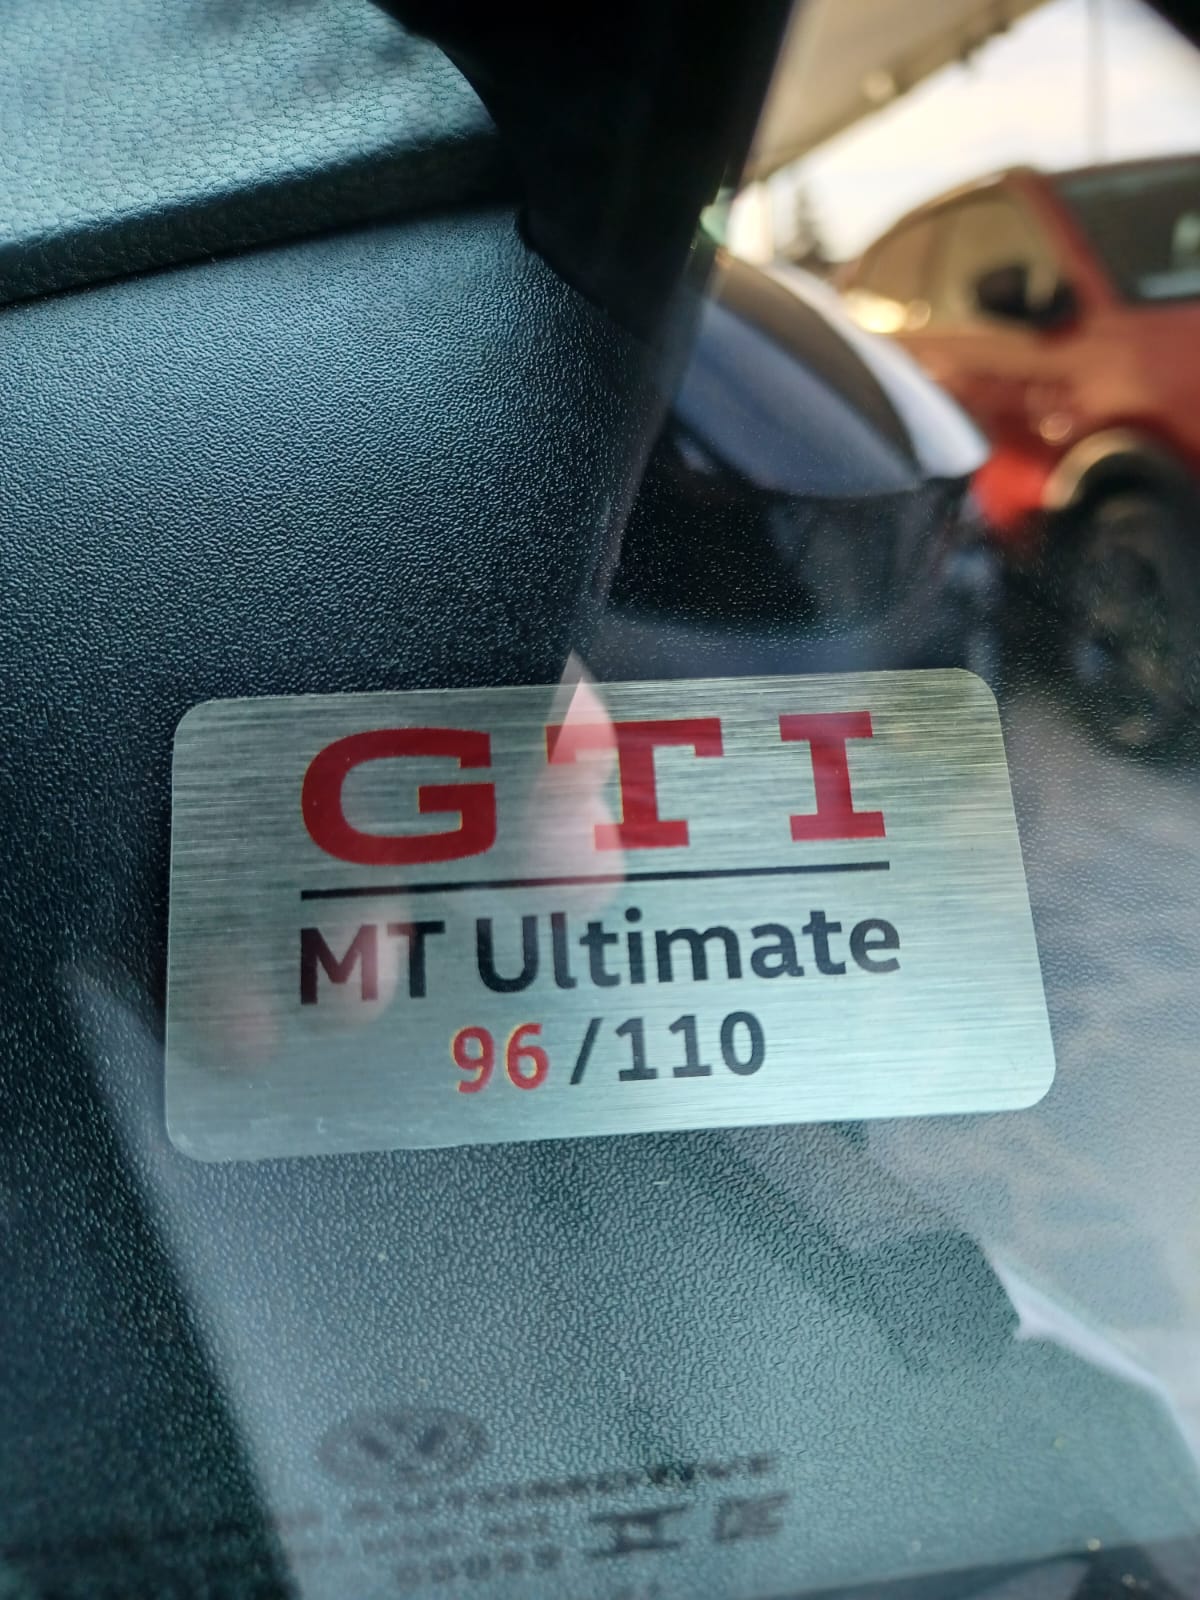 GTI
MT Ultimate
96/110